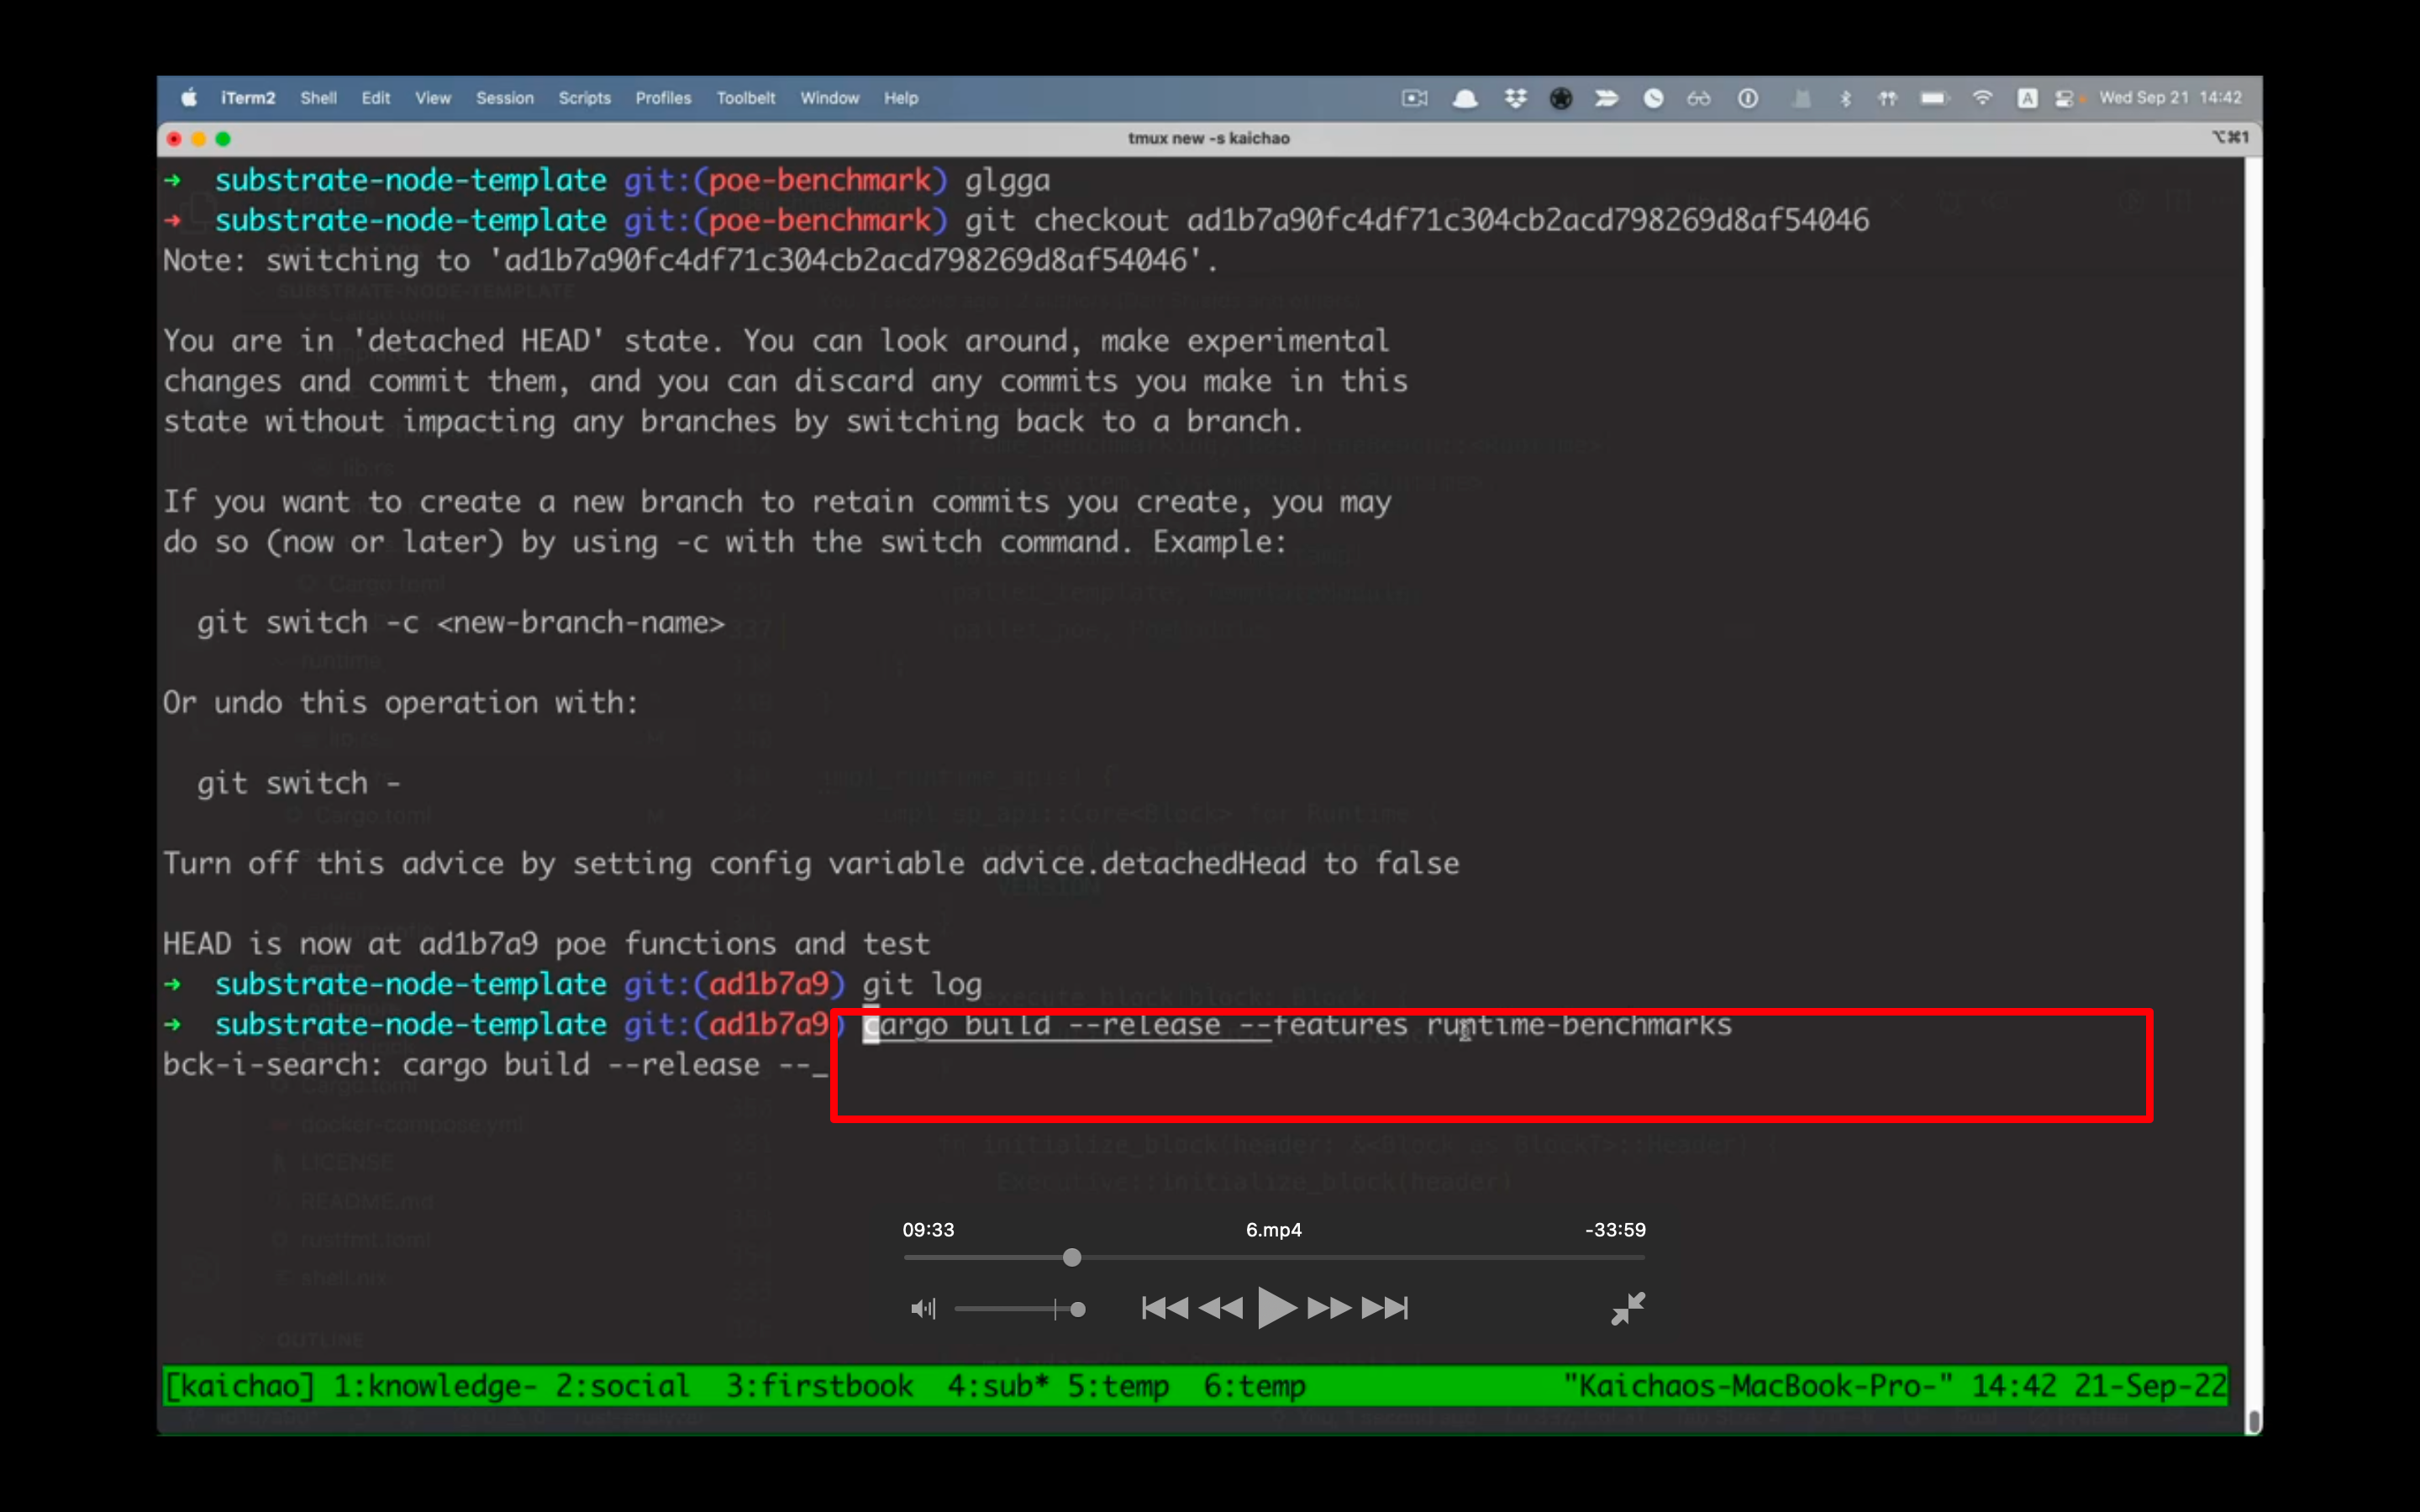 iTerm2 Shell Edit View Session Scripts Profiles Toolbelt Window Help Wed Sep 21 14:42
tmux new -s kaichao ⌥⌘1
→ substrate-node-template git:(poe-benchmark) glgga
→ substrate-node-template git:(poe-benchmark) git checkout ad1b7a90fc4df71c304cb2acd798269d8af54046
Note: switching to 'ad1b7a90fc4df71c304cb2acd798269d8af54046'.
You are in 'detached HEAD' state. You can look around, make experimental
changes and commit them, and you can discard any commits you make in this
state without impacting any branches by switching back to a branch.
If you want to create a new branch to retain commits you create, you may
do so (now or later) by using -c with the switch command. Example:
git switch -c <new-branch-name>
Or undo this operation with:
git switch -
Turn off this advice by setting config variable advice.detachedHead to false
HEAD is now at ad1b7a9 poe functions and test
→ substrate-node-template git:(ad1b7a9) git log
→ substrate-node-template git:(ad1b7a9) cargo build --release --features runtime-benchmarks
bck-i-search: cargo build --release --_
09:33 6.mp4 -33:59
[kaichao] 1:knowledge- 2:social 3:firstbook 4:sub* 5:temp 6:temp "Kaichaos-MacBook-Pro-" 14:42 21-Sep-22